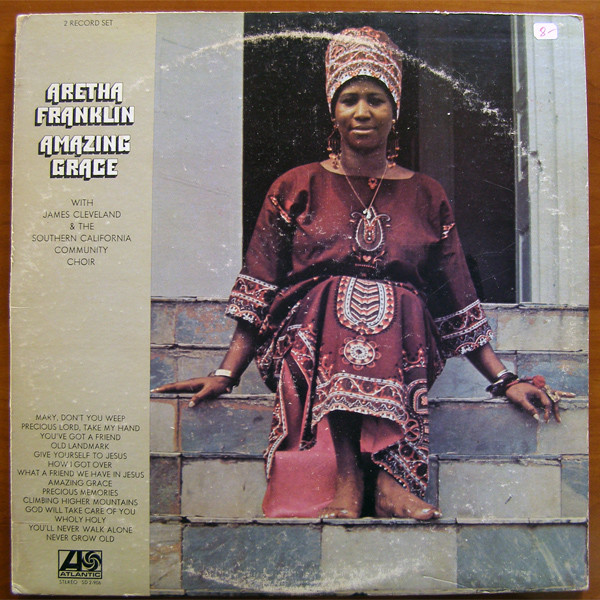 2 RECORD SET
8-
ARETHA
FRANKLIN
AMAZING
GRACE
WITH
JAMES CLEVELAND
& THE
SOUTHERN CALIFORNIA
COMMUNITY
CHOIR
MARY, DON'T YOU WEEP
PRECIOUS LORD, TAKE MY HAND
YOU'VE GOT A FRIEND
OLD LANDMARK
GIVE YOURSELF TO JESUS
HOW I GOT OVER
WHAT A FRIEND WE HAVE IN JESUS
AMAZING GRACE
PRECIOUS MEMORIES
CLIMBING HIGHER MOUNTAINS
GOD WILL TAKE CARE OF YOU
WHOLY HOLY
YOU'LL NEVER WALK ALONE
NEVER GROW OLD
ATLANTIC
STEREO SD 2-906